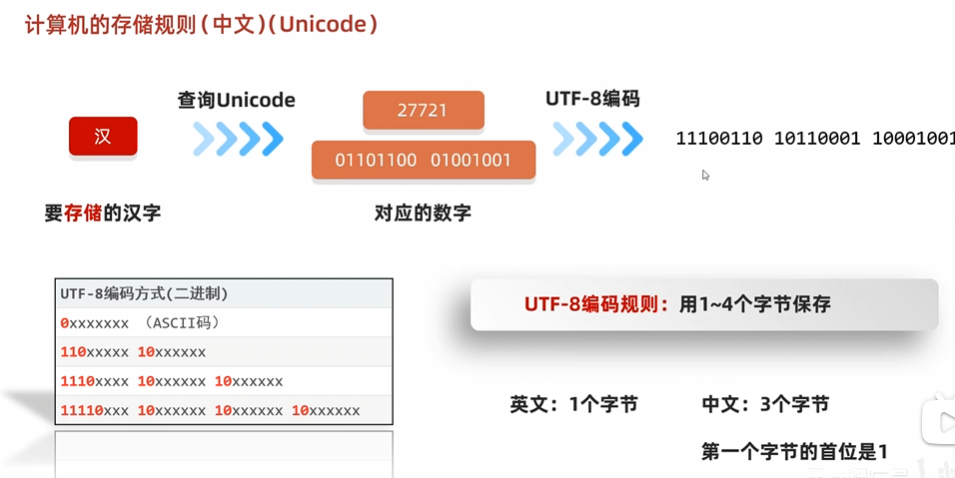 计算机的存储规则(中文)(Unicode)
查询Unicode
UTF-8编码
汉
27721
01101100 01001001
11100110 10110001 10001001
要存储的汉字
对应的数字
UTF-8编码方式(二进制)
0xxxxxxx （ASCII码）
110xxxxx 10xxxxxx
1110xxxx 10xxxxxx 10xxxxxx
11110xxx 10xxxxxx 10xxxxxx 10xxxxxx
UTF-8编码规则：用1~4个字节保存
英文：1个字节
中文：3个字节
第一个字节的首位是1